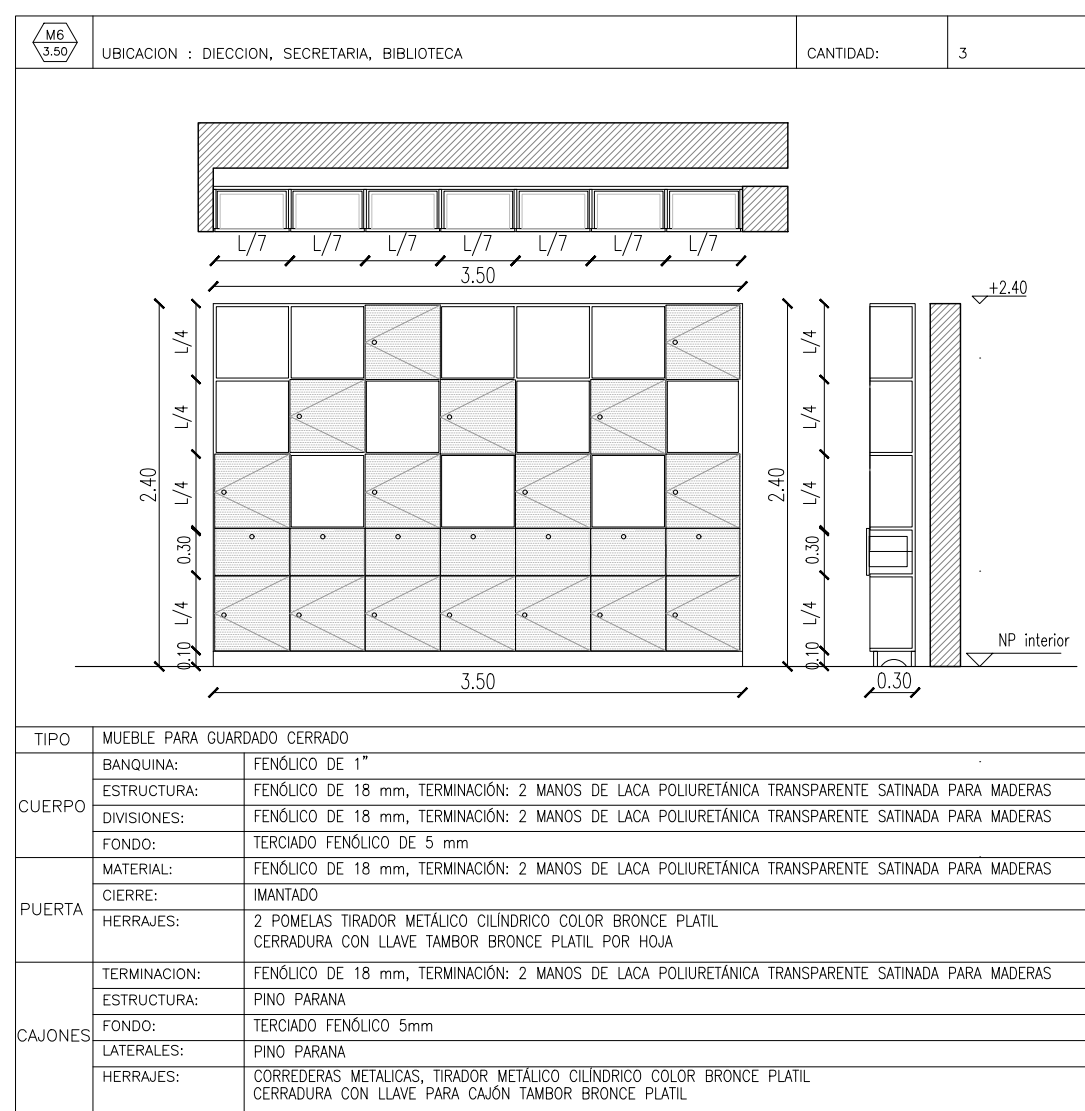 M6
3.50
UBICACION : DIECCION, SECRETARIA, BIBLIOTECA
CANTIDAD:
3
L/7 L/7 L/7 L/7 L/7 L/7 L/7
3.50
+2.40
L/4
L/4
L/4
L/4
L/4
L/4
2.40
2.40
0.30
0.30
L/4
L/4
0.10
0.10
NP interior
3.50
0.30
TIPO
MUEBLE PARA GUARDADO CERRADO
CUERPO
BANQUINA: FENÓLICO DE 1”
ESTRUCTURA: FENÓLICO DE 18 mm, TERMINACIÓN: 2 MANOS DE LACA POLIURETÁNICA TRANSPARENTE SATINADA PARA MADERAS
DIVISIONES: FENÓLICO DE 18 mm, TERMINACIÓN: 2 MANOS DE LACA POLIURETÁNICA TRANSPARENTE SATINADA PARA MADERAS
FONDO: TERCIADO FENÓLICO DE 5 mm
PUERTA
MATERIAL: FENÓLICO DE 18 mm, TERMINACIÓN: 2 MANOS DE LACA POLIURETÁNICA TRANSPARENTE SATINADA PARA MADERAS
CIERRE: IMANTADO
HERRAJES: 2 POMELAS TIRADOR METÁLICO CILÍNDRICO COLOR BRONCE PLATIL
CERRADURA CON LLAVE TAMBOR BRONCE PLATIL POR HOJA
CAJONES
TERMINACION: FENÓLICO DE 18 mm, TERMINACIÓN: 2 MANOS DE LACA POLIURETÁNICA TRANSPARENTE SATINADA PARA MADERAS
ESTRUCTURA: PINO PARANA
FONDO: TERCIADO FENÓLICO 5mm
LATERALES: PINO PARANA
HERRAJES: CORREDERAS METALICAS, TIRADOR METÁLICO CILÍNDRICO COLOR BRONCE PLATIL
CERRADURA CON LLAVE PARA CAJÓN TAMBOR BRONCE PLATIL